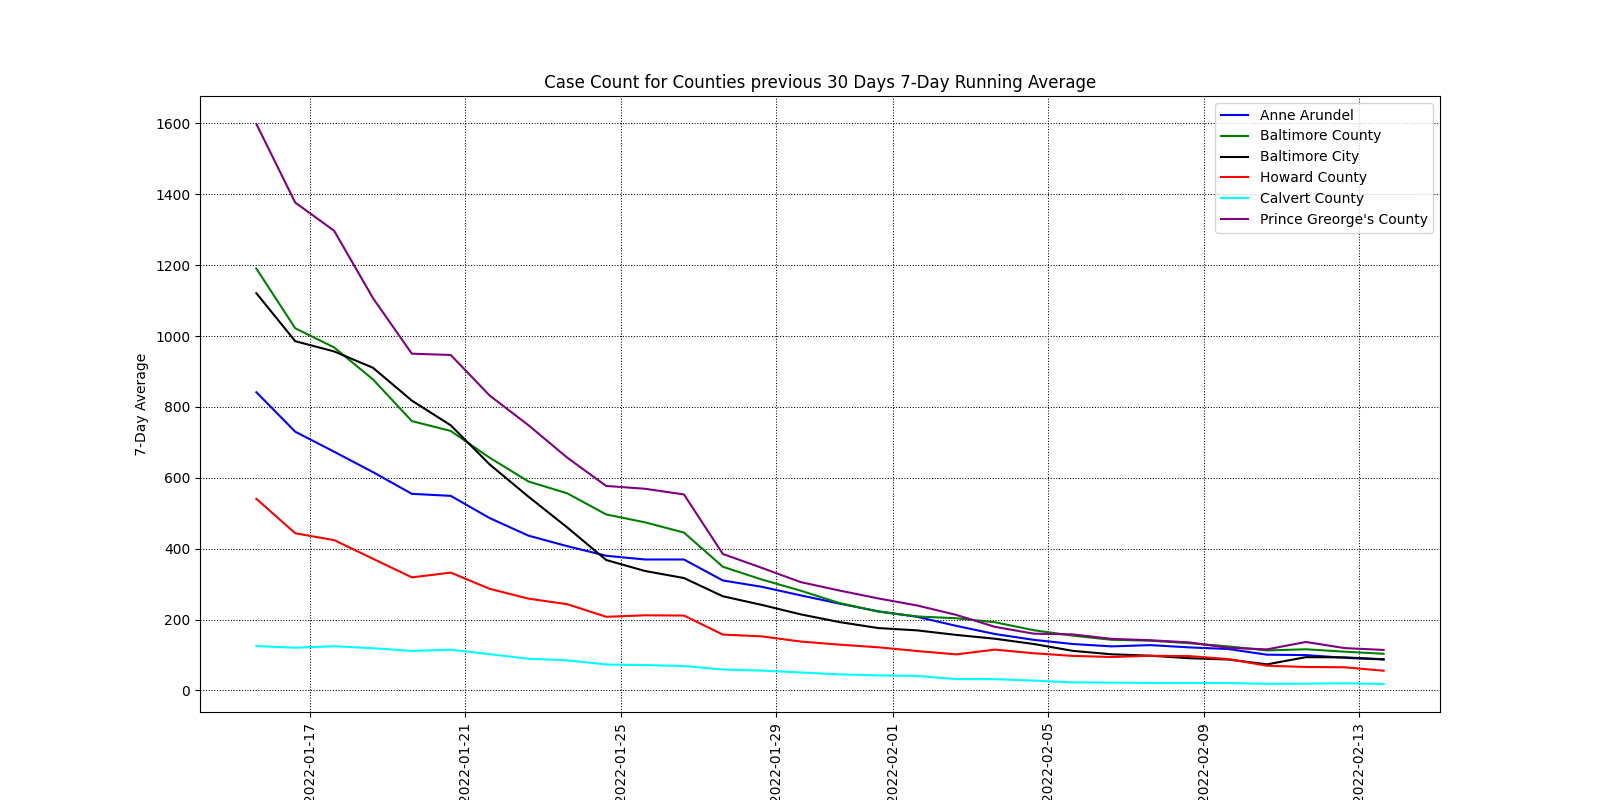 Case Count for Counties previous 30 Days 7-Day Running Average
Anne Arundel
Baltimore County
Baltimore City
Howard County
Calvert County
Prince Greorge's County
7-Day Average
1600
1400
1200
1000
800
600
400
200
0
2022-01-17
2022-01-21
2022-01-25
2022-01-29
2022-02-01
2022-02-05
2022-02-09
2022-02-13